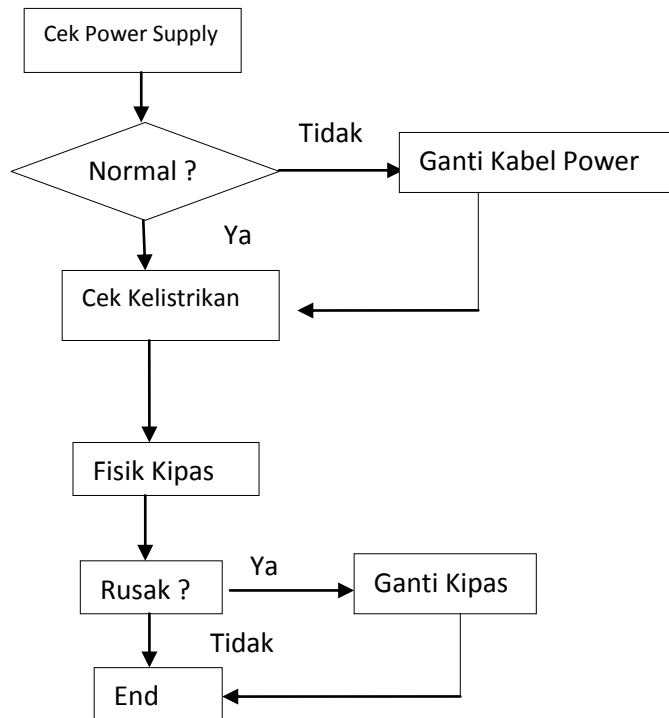 Cek Power Supply
Tidak
Normal ?
Ganti Kabel Power
Ya
Cek Kelistrikan
Fisik Kipas
Ya
Rusak ?
Ganti Kipas
Tidak
End